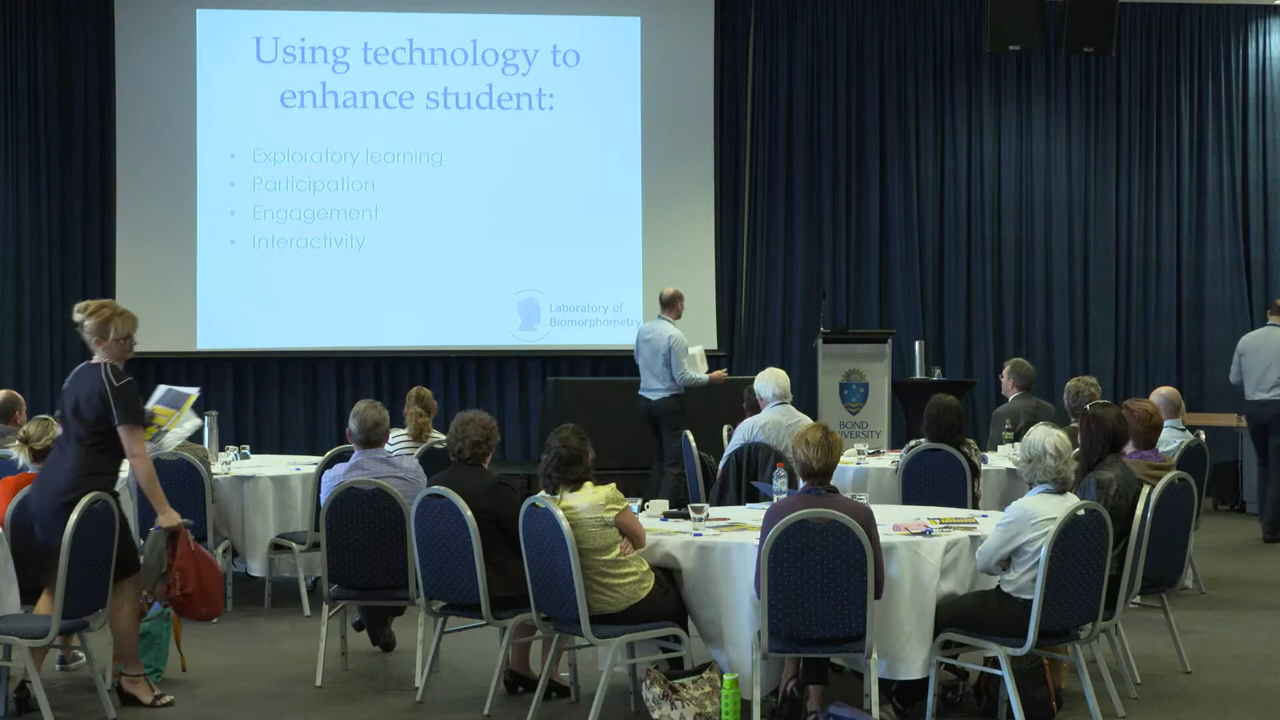 Using technology to
enhance student:
• Exploratory learning
• Participation
• Engagement
• Interactivity
Laboratory of
Biomorphometry
BOND
UNIVERSITY